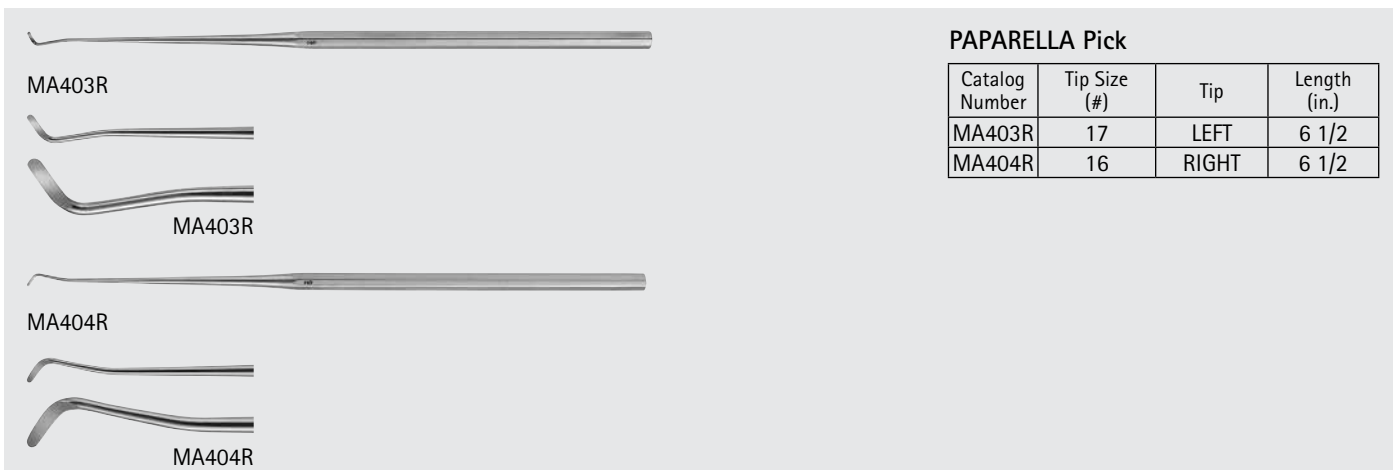 MA403R
MA403R
MA404R
MA404R
PAPARELLA Pick
Catalog Number Tip Size (#) Tip Length (in.)
MA403R 17 LEFT 6 1/2
MA404R 16 RIGHT 6 1/2